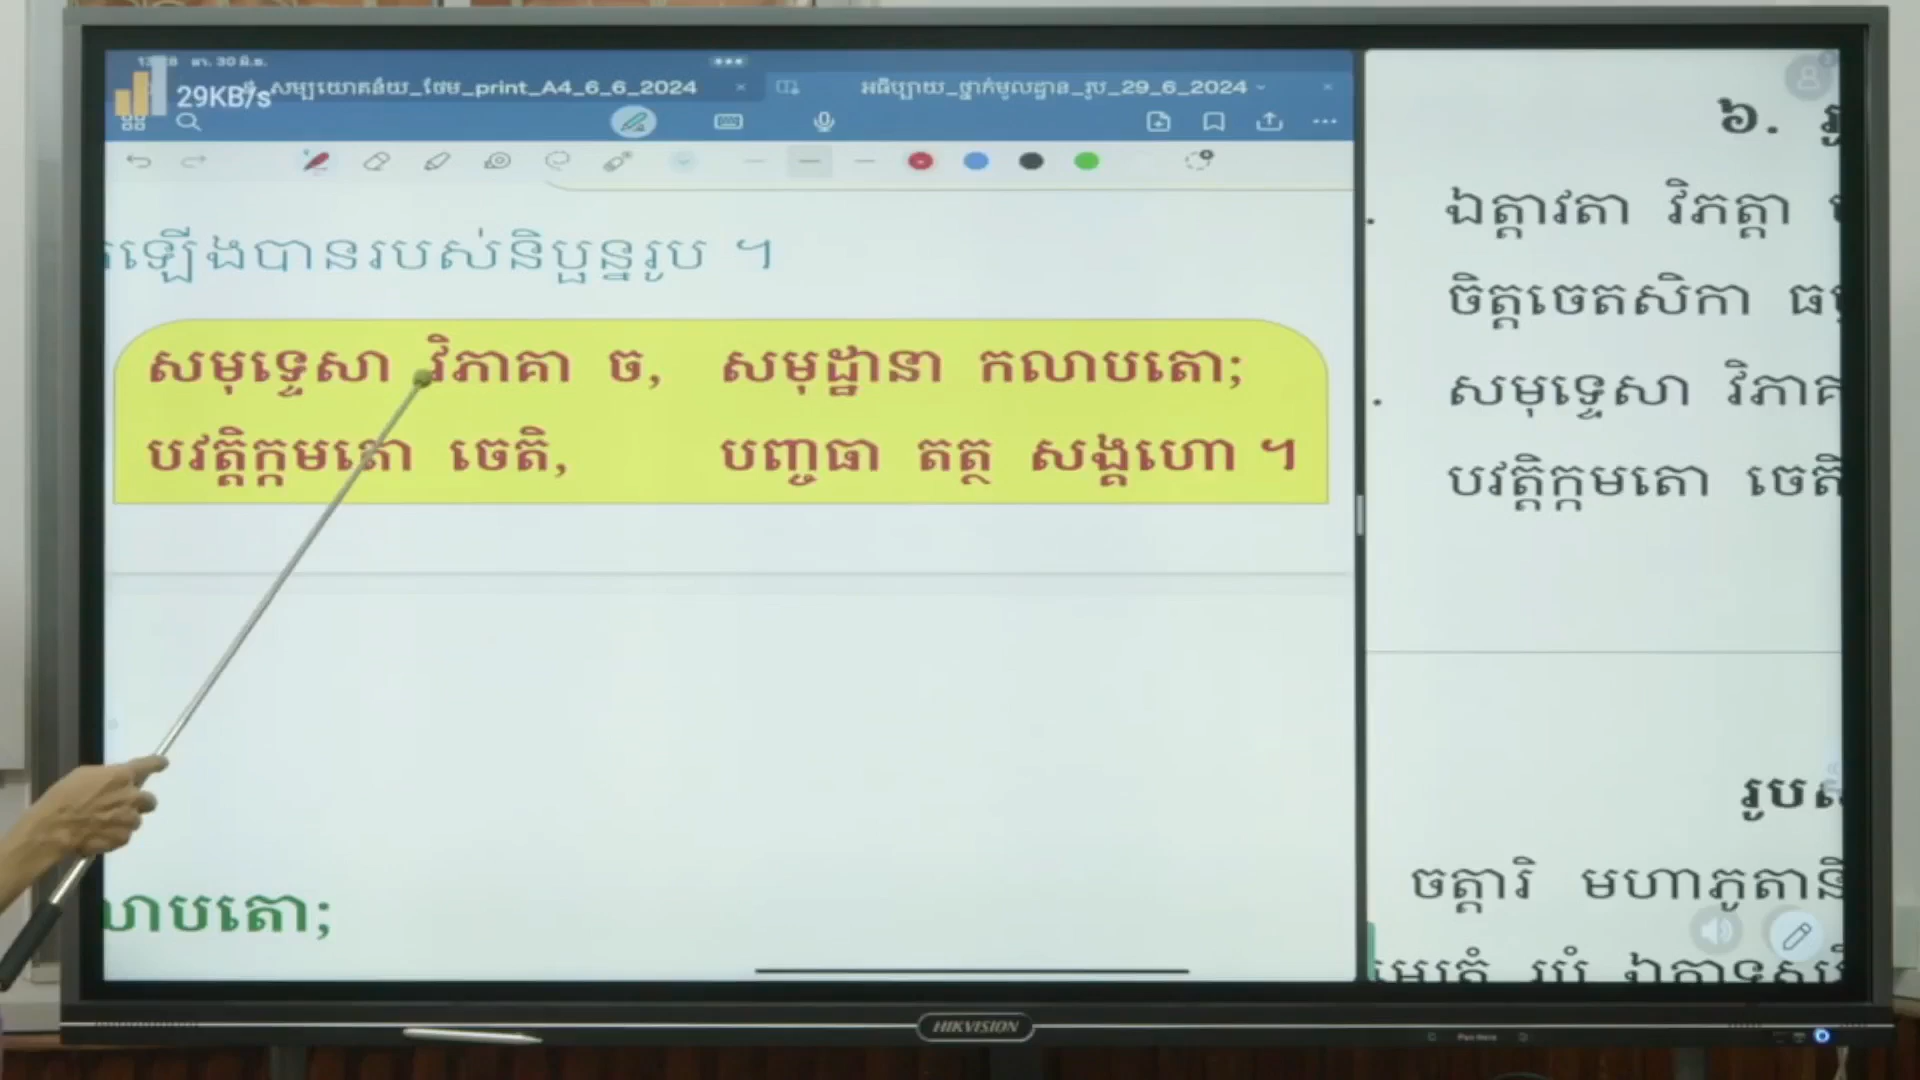 29KB/s
សម្បយោគន័យ_ថែម_print_A4_6_6_2024
អធិប្បាយ_ថ្នាក់មូលដ្ឋាន_រូប_29_6_2024
ឡើងបានរបស់និប្ផន្នរូប ។
សមុទ្ទេសា វិភាគា ច, សមុដ្ឋានា កលាបតោ;
បវត្តិក្កមតោ ចេតិ, បញ្ចធា តត្ថ សង្គហោ ។
លាបតោ;
៦.
ឯត្តាវតា វិភត្តា
ចិត្តចេតសិកា
សមុទ្ទេសា វិភាគ
បវត្តិក្កមតោ ចេតិ
ចត្តារិ មហាភូតានិ
HIKVISION